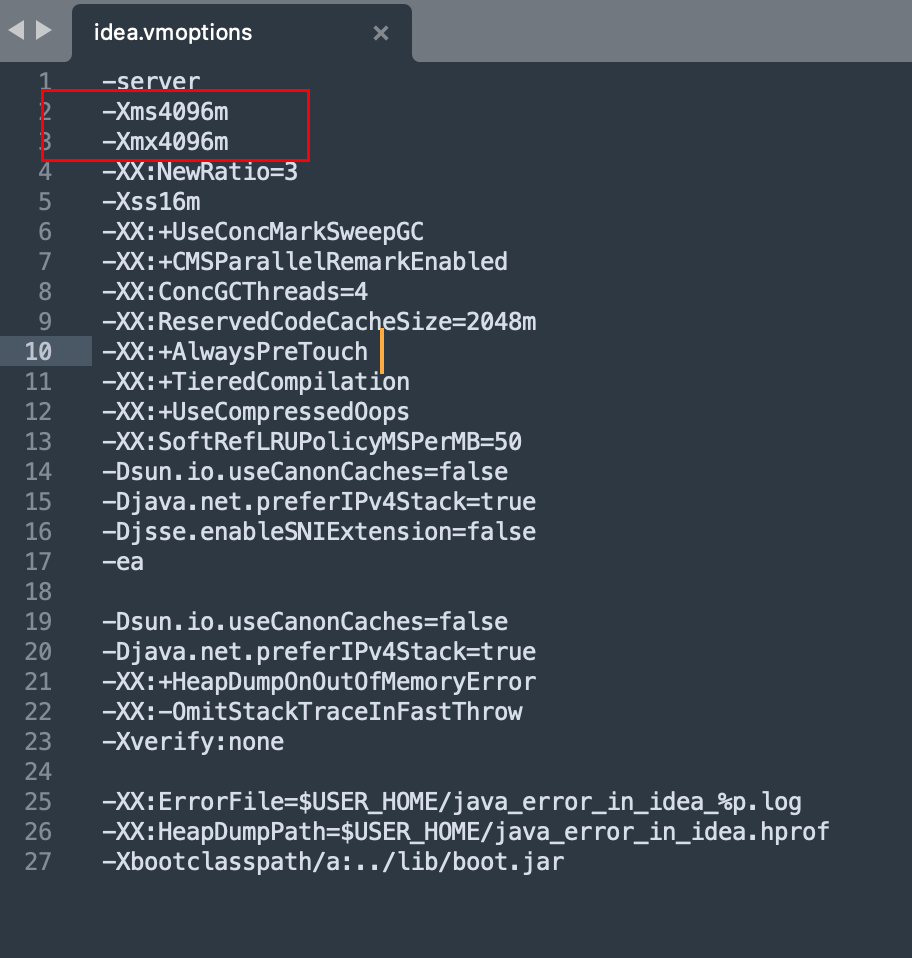 idea.vmoptions
1 -server
2 -Xms4096m
3 -Xmx4096m
4 -XX:NewRatio=3
5 -Xss16m
6 -XX:+UseConcMarkSweepGC
7 -XX:+CMSParallelRemarkEnabled
8 -XX:ConcGCThreads=4
9 -XX:ReservedCodeCacheSize=2048m
10 -XX:+AlwaysPreTouch
11 -XX:+TieredCompilation
12 -XX:+UseCompressedOops
13 -XX:SoftRefLRUPolicyMSPerMB=50
14 -Dsun.io.useCanonCaches=false
15 -Djava.net.preferIPv4Stack=true
16 -Djsse.enableSNIExtension=false
17 -ea
18
19 -Dsun.io.useCanonCaches=false
20 -Djava.net.preferIPv4Stack=true
21 -XX:+HeapDumpOnOutOfMemoryError
22 -XX:-OmitStackTraceInFastThrow
23 -Xverify:none
24
25 -XX:ErrorFile=$USER_HOME/java_error_in_idea_%p.log
26 -XX:HeapDumpPath=$USER_HOME/java_error_in_idea.hprof
27 -Xbootclasspath/a:../lib/boot.jar